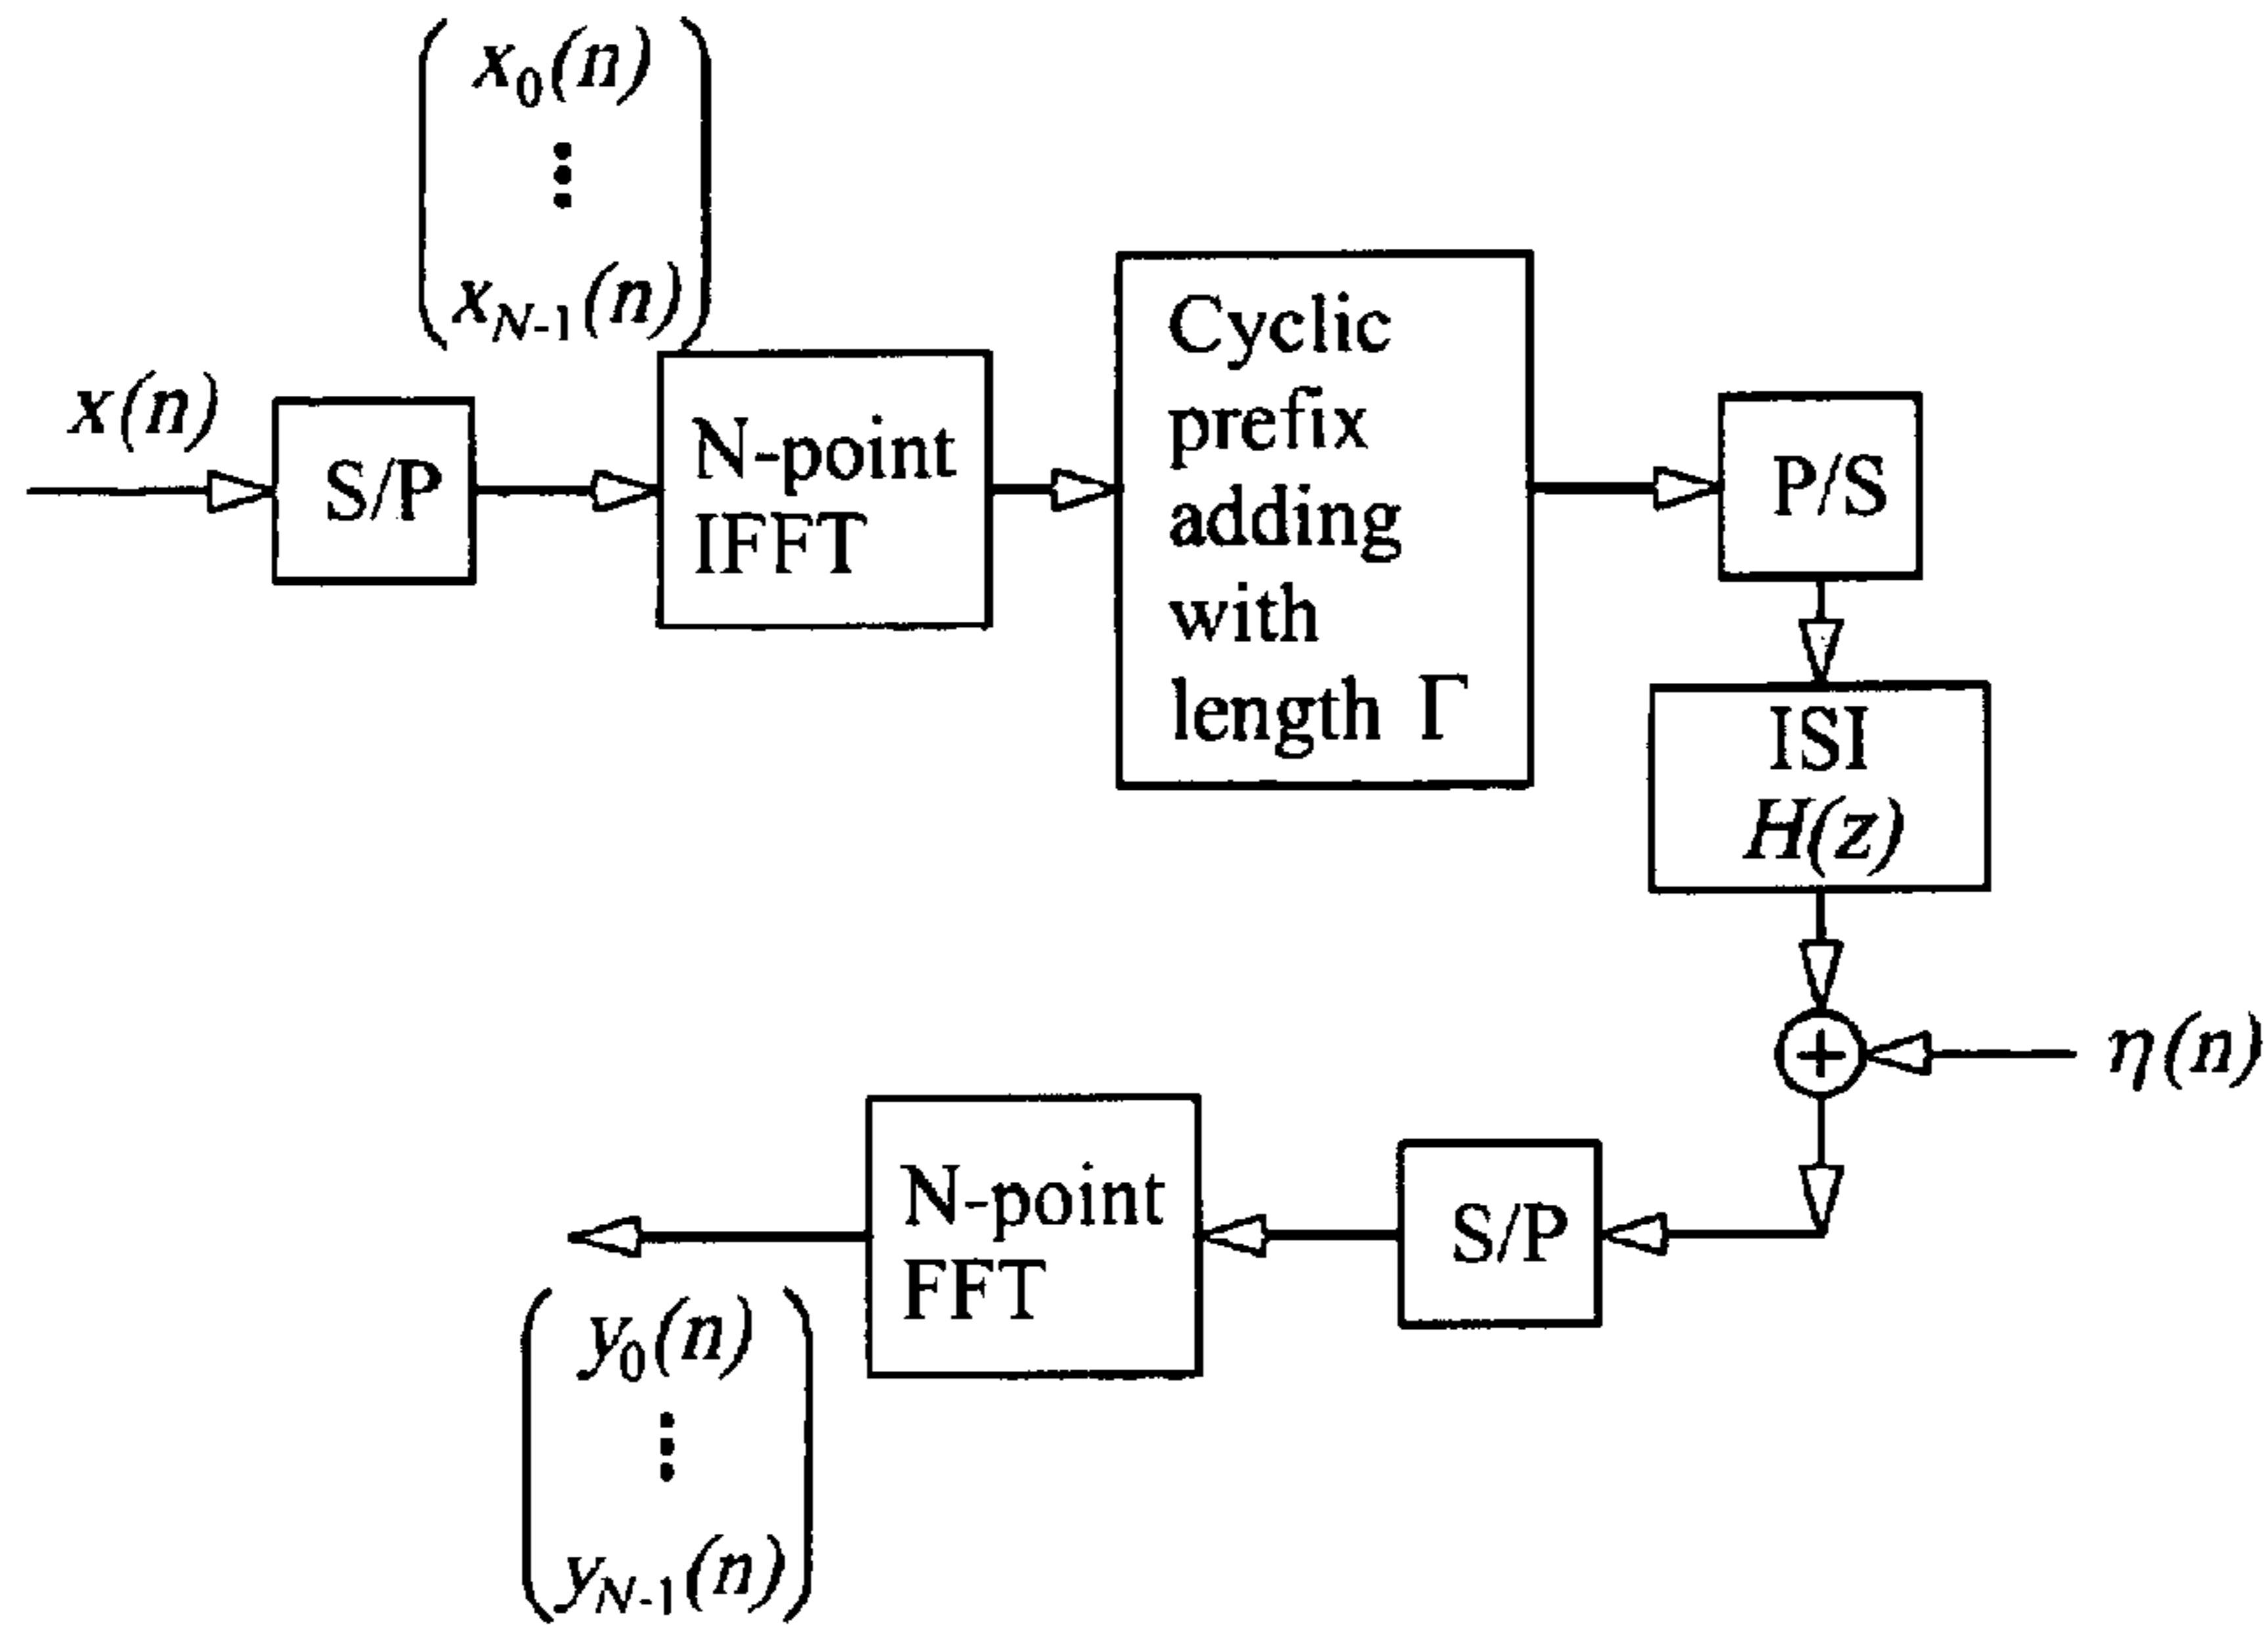 x₀(n)
⋮
x_{N-1}(n)
x(n)
S/P
N-point
IFFT
Cyclic
prefix
adding
with
length Γ
P/S
ISI
H(z)
+
η(n)
S/P
N-point
FFT
y₀(n)
⋮
y_{N-1}(n)